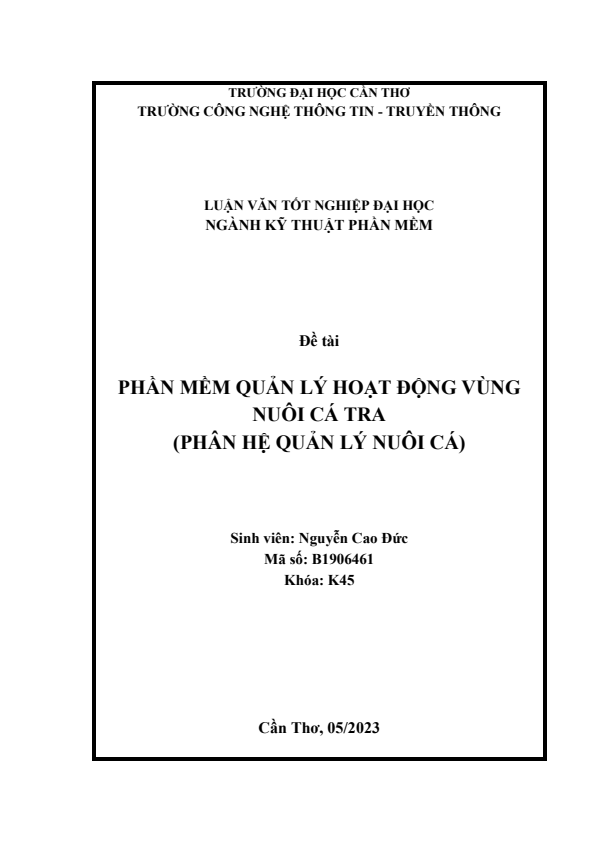 TRƯỜNG ĐẠI HỌC CẦN THƠ
TRƯỜNG CÔNG NGHỆ THÔNG TIN - TRUYỀN THÔNG
LUẬN VĂN TỐT NGHIỆP ĐẠI HỌC
NGÀNH KỸ THUẬT PHẦN MỀM
Đề tài
PHẦN MỀM QUẢN LÝ HOẠT ĐỘNG VÙNG
NUÔI CÁ TRA
(PHÂN HỆ QUẢN LÝ NUÔI CÁ)
Sinh viên: Nguyễn Cao Đức
Mã số: B1906461
Khóa: K45
Cần Thơ, 05/2023